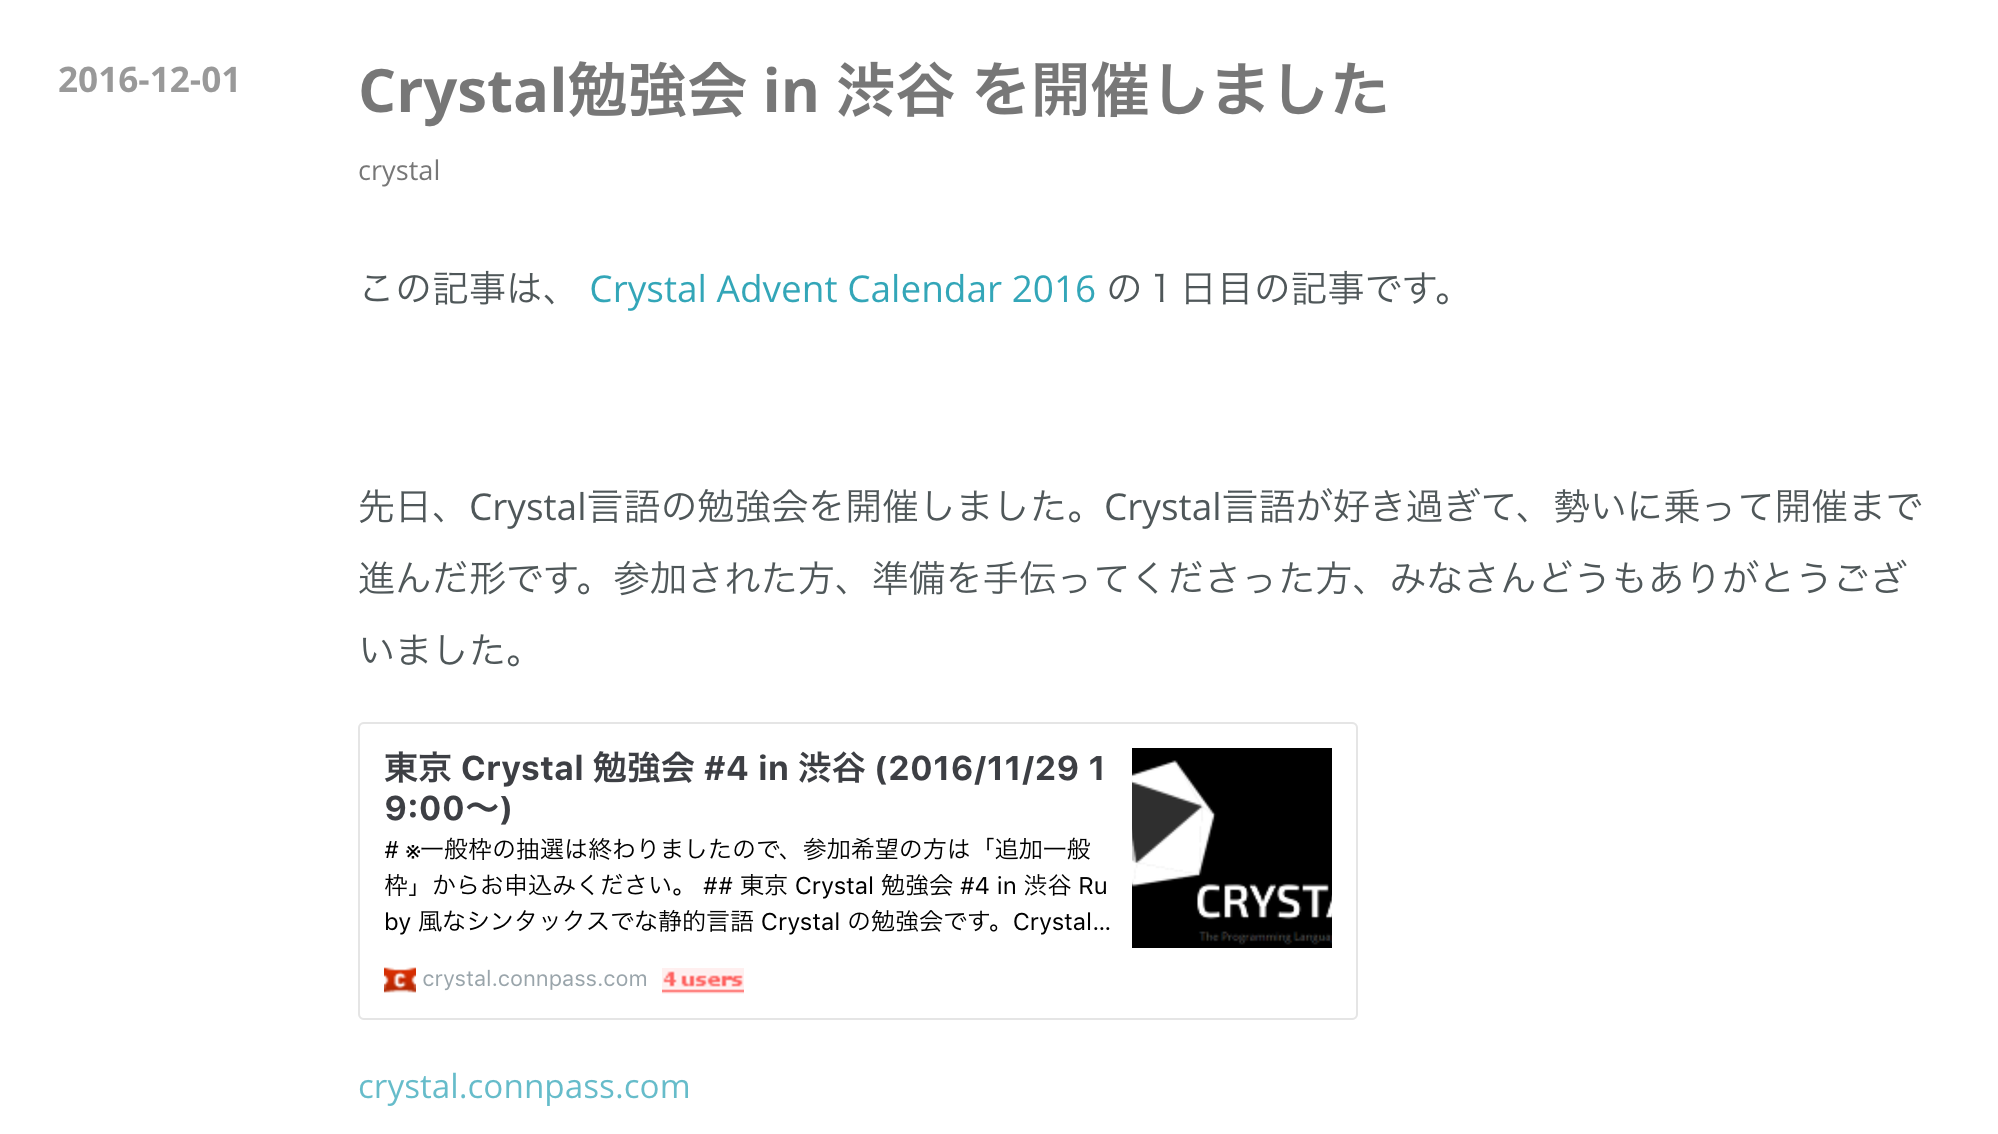 2016-12-01
Crystal勉強会 in 渋谷 を開催しました
crystal
この記事は、 Crystal Advent Calendar 2016 の１日目の記事です。
先日、Crystal言語の勉強会を開催しました。Crystal言語が好き過ぎて、勢いに乗って開催まで
進んだ形です。参加された方、準備を手伝ってくださった方、みなさんどうもありがとうござ
いました。
東京 Crystal 勉強会 #4 in 渋谷 (2016/11/29 1
9:00〜)
# ※一般枠の抽選は終わりましたので、参加希望の方は「追加一般
枠」からお申込みください。 ## 東京 Crystal 勉強会 #4 in 渋谷 Ru
by 風なシンタックスでな静的言語 Crystal の勉強会です。Crystal...
CRYSTA
The Programming Langua
C crystal.connpass.com 4 users
crystal.connpass.com